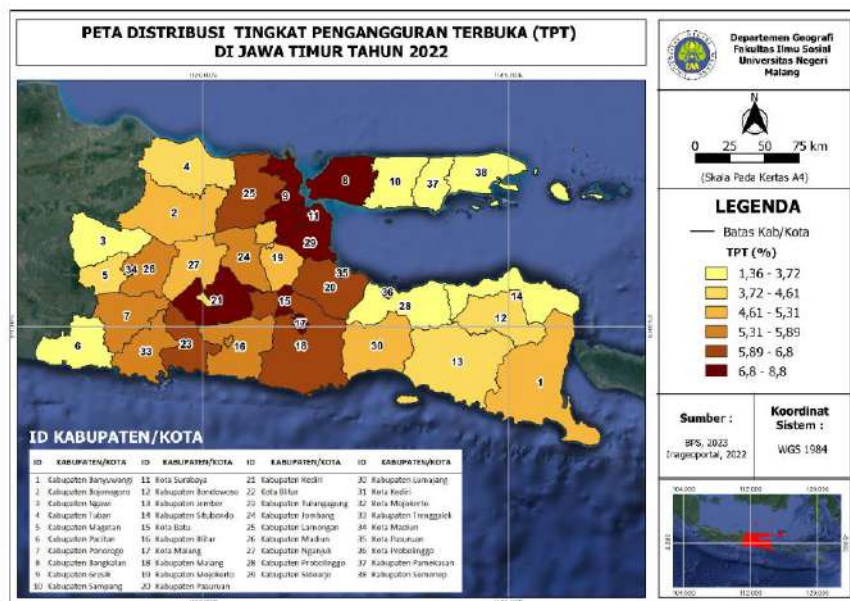 PETA DISTRIBUSI TINGKAT PENGANGGURAN TERBUKA (TPT)
DI JAWA TIMUR TAHUN 2022
Departemen Geografi
Fakultas Ilmu Sosial
Universitas Negeri
Malang
N
0 25 50 75 km
(Skala Pada Kertas A4)
LEGENDA
Batas Kab/Kota
TPT (%)
1,36 - 3,72
3,72 - 4,61
4,61 - 5,31
5,31 - 5,89
5,89 - 6,8
6,8 - 8,8
Sumber :
BPS, 2023
Inageoportal, 2022
Koordinat
Sistem :
WGS 1984
4
25
9
8
10
37
38
2
11
3
29
5
34
26
27
24
19
35
20
21
15
36
28
14
7
17
12
6
33
23
16
18
30
13
1
ID KABUPATEN/KOTA
ID KABUPATEN/KOTA ID KABUPATEN/KOTA ID KABUPATEN/KOTA ID KABUPATEN/KOTA
1 Kabupaten Banyuwangi 11 Kota Surabaya 21 Kabupaten Kediri 30 Kabupaten Lumajang
2 Kabupaten Bojonegoro 12 Kabupaten Bondowoso 22 Kota Blitar 31 Kota Kediri
3 Kabupaten Ngawi 13 Kabupaten Jember 23 Kabupaten Tulungagung 32 Kota Mojokerto
4 Kabupaten Tuban 14 Kabupaten Situbondo 24 Kabupaten Jombang 33 Kabupaten Trenggalek
5 Kabupaten Magetan 15 Kota Batu 25 Kabupaten Lamongan 34 Kota Madiun
6 Kabupaten Pacitan 16 Kabupaten Blitar 26 Kabupaten Madiun 35 Kota Pasuruan
7 Kabupaten Ponorogo 17 Kota Malang 27 Kabupaten Nganjuk 36 Kota Probolinggo
8 Kabupaten Bangkalan 18 Kabupaten Malang 28 Kabupaten Probolinggo 37 Kabupaten Pamekasan
9 Kabupaten Gresik 19 Kabupaten Mojokerto 29 Kabupaten Sidoarjo 38 Kabupaten Sumenep
10 Kabupaten Sampang 20 Kabupaten Pasuruan